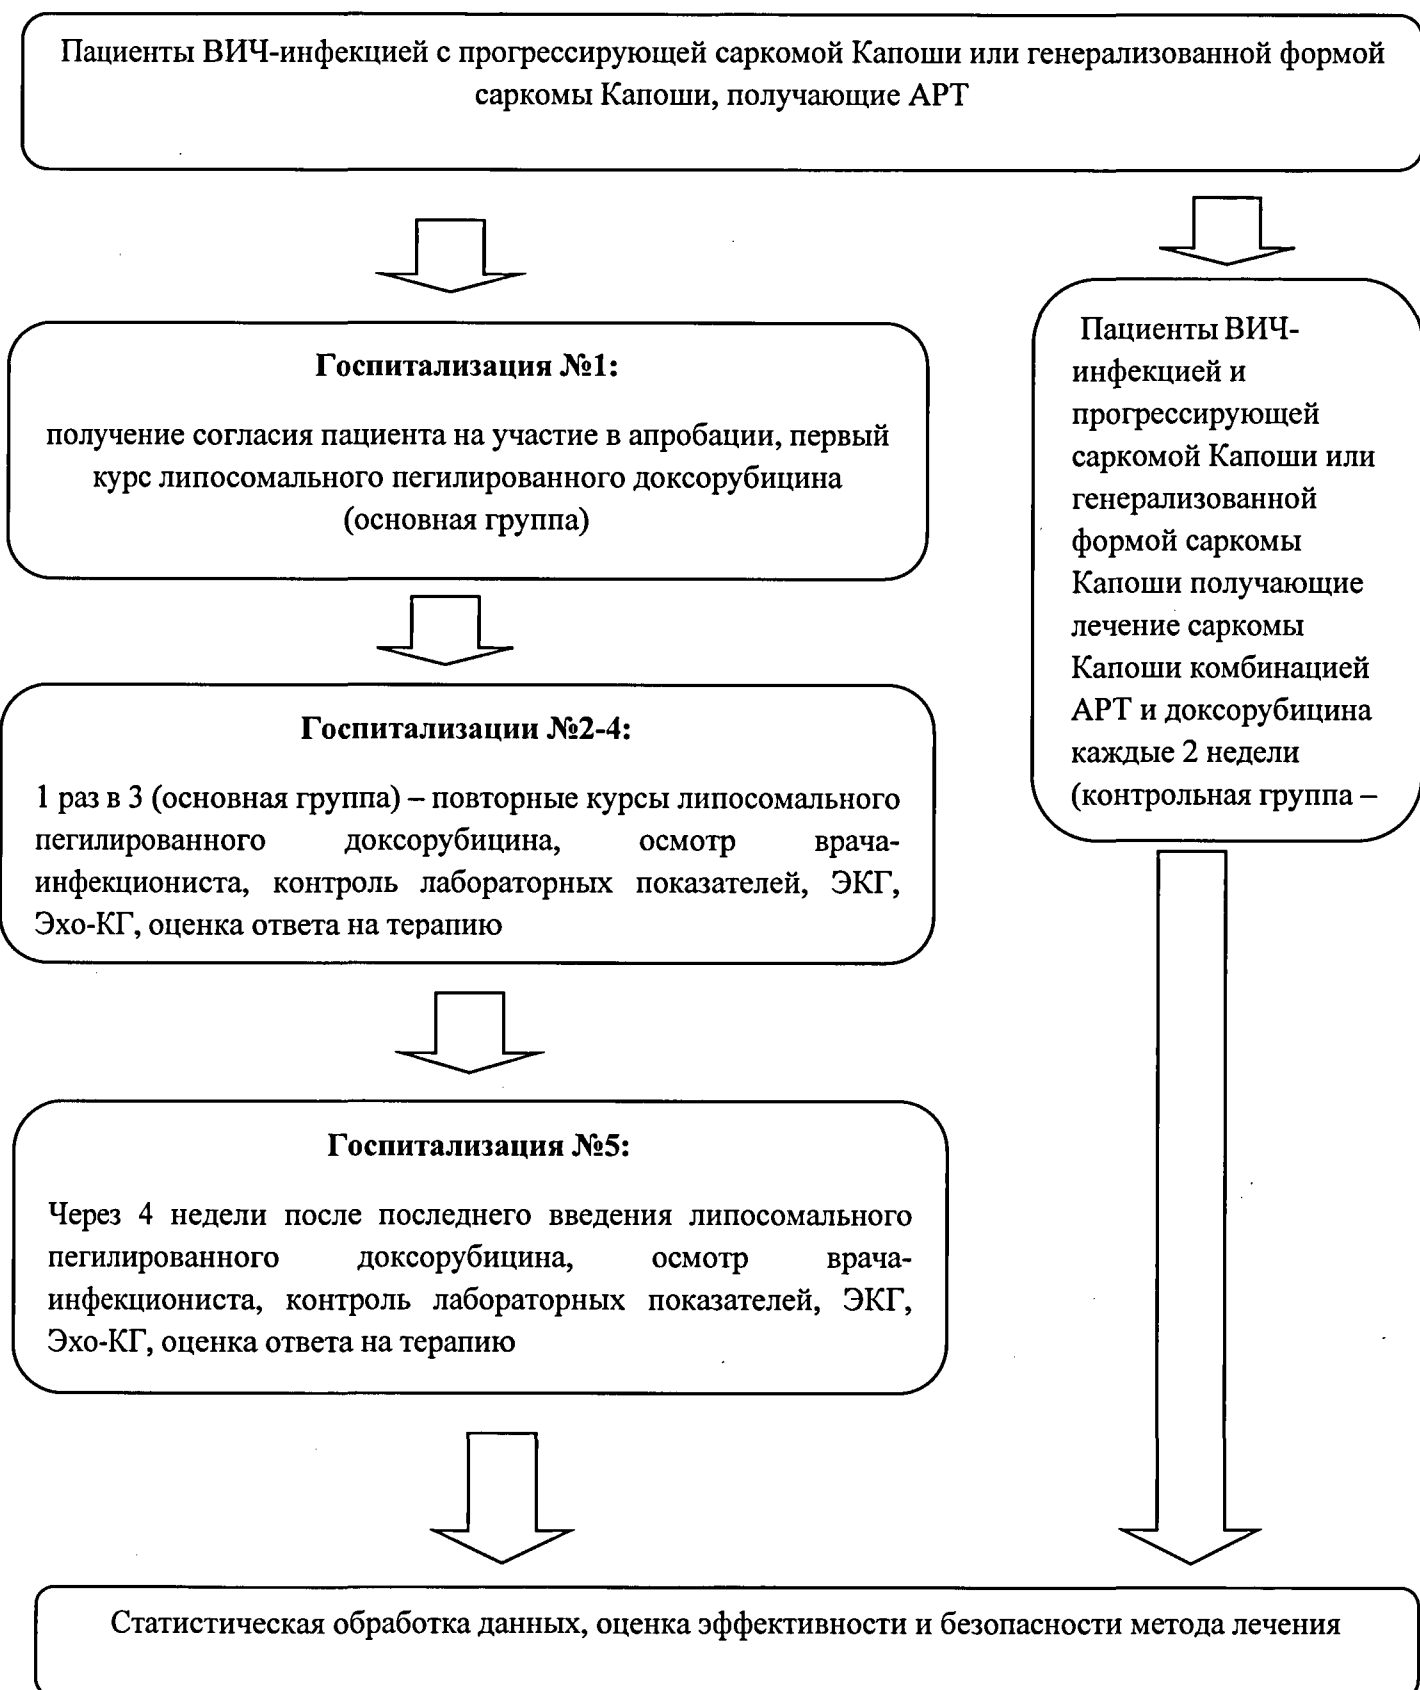 Пациенты ВИЧ-инфекцией с прогрессирующей саркомой Капоши или генерализованной формой
саркомы Капоши, получающие АРТ
Госпитализация №1:
получение согласия пациента на участие в апробации, первый
курс липосомального пегилированного доксорубицина
(основная группа)
Госпитализации №2-4:
1 раз в 3 (основная группа) – повторные курсы липосомального
пегилированного доксорубицина, осмотр врача-
инфекциониста, контроль лабораторных показателей, ЭКГ,
Эхо-КГ, оценка ответа на терапию
Госпитализация №5:
Через 4 недели после последнего введения липосомального
пегилированного доксорубицина, осмотр врача-
инфекциониста, контроль лабораторных показателей, ЭКГ,
Эхо-КГ, оценка ответа на терапию
Пациенты ВИЧ-
инфекцией и
прогрессирующей
саркомой Капоши или
генерализованной
формой саркомы
Капоши получающие
лечение саркомы
Капоши комбинацией
АРТ и доксорубицина
каждые 2 недели
(контрольная группа –
Статистическая обработка данных, оценка эффективности и безопасности метода лечения